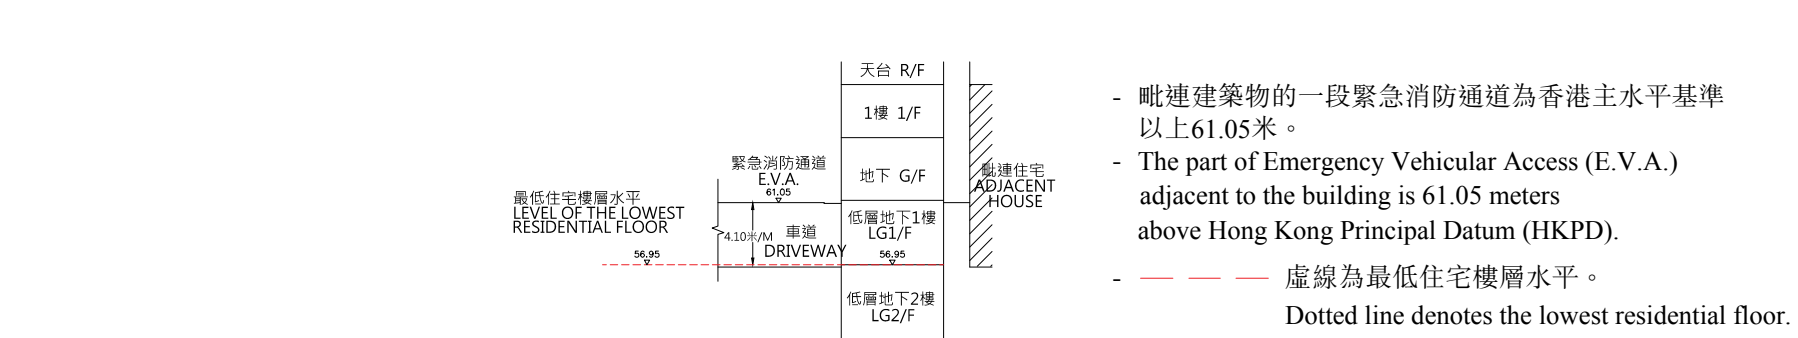 天台 R/F
1樓 1/F
緊急消防通道
E.V.A.
61.05
地下 G/F
毗連住宅
ADJACENT
HOUSE
最低住宅樓層水平
LEVEL OF THE LOWEST
RESIDENTIAL FLOOR
56.95
4.10米/M
車道
DRIVEWAY
低層地下1樓
LG1/F
56.95
低層地下2樓
LG2/F
- 毗連建築物的一段緊急消防通道為香港主水平基準
以上61.05米。
- The part of Emergency Vehicular Access (E.V.A.)
adjacent to the building is 61.05 meters
above Hong Kong Principal Datum (HKPD).
- 虛線為最低住宅樓層水平。
Dotted line denotes the lowest residential floor.